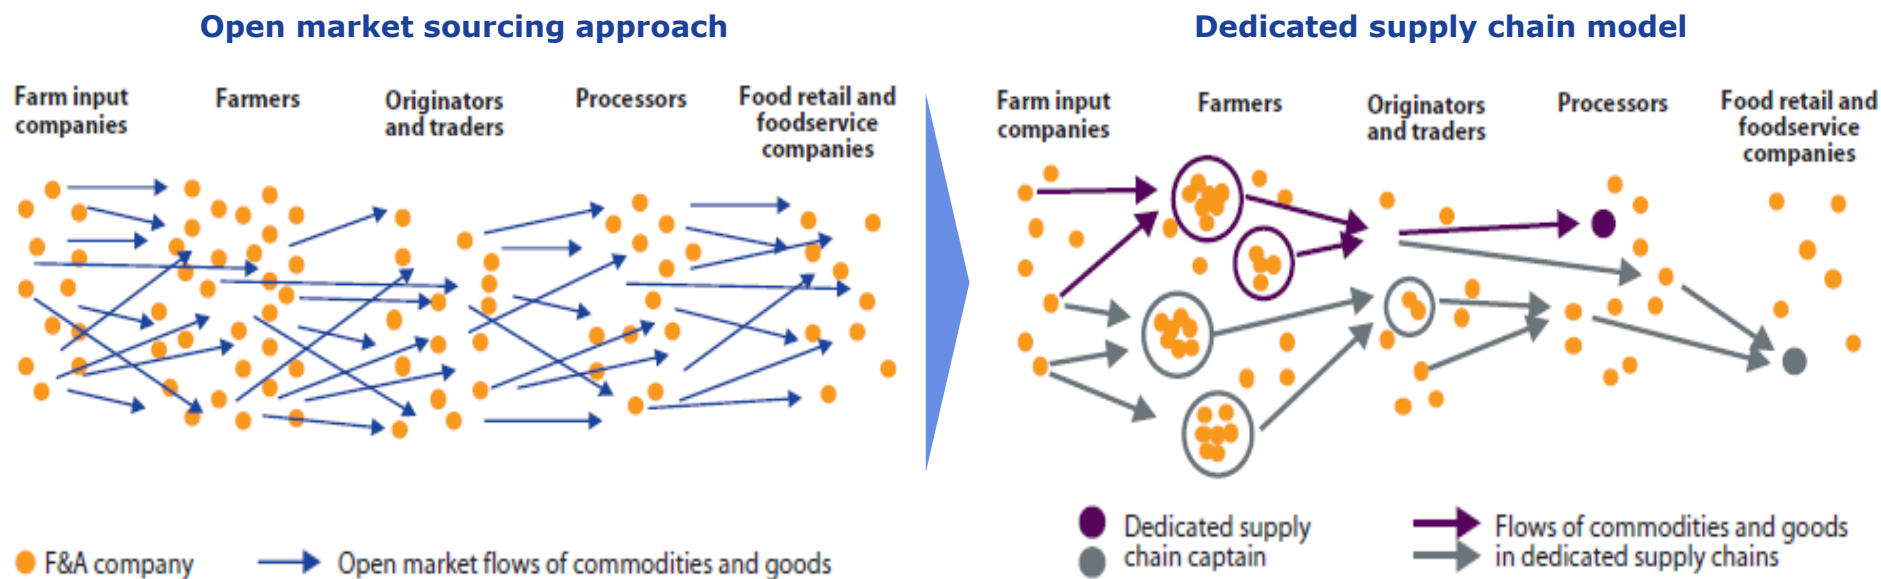 Open market sourcing approach
Farm input
companies
Farmers
Originators
and traders
Processors
Food retail and
foodservice
companies
F&A company
Open market flows of commodities and goods
Dedicated supply chain model
Farm input
companies
Farmers
Originators
and traders
Processors
Food retail and
foodservice
companies
Dedicated supply
chain captain
Flows of commodities and goods
in dedicated supply chains